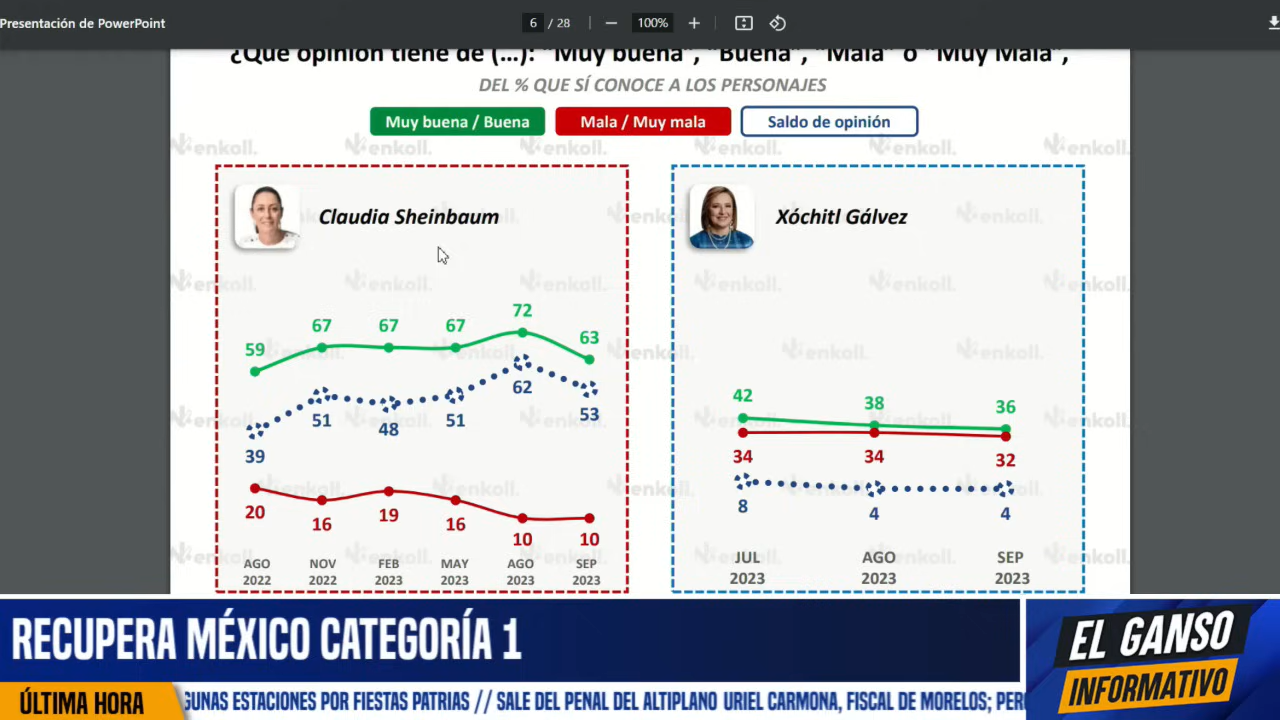 Presentación de PowerPoint
6 / 28
100%
¿Qué opinión tiene de (...): "Muy buena", "Buena", "Mala" o "Muy Mala",
DEL % QUE SÍ CONOCE A LOS PERSONAJES
Muy buena / Buena
Mala / Muy mala
Saldo de opinión
Claudia Sheinbaum
59
67
67
67
72
63
39
51
48
51
62
53
20
16
19
16
10
10
AGO
2022
NOV
2022
FEB
2023
MAY
2023
AGO
2023
SEP
2023
Xóchitl Gálvez
42
38
36
34
34
32
8
4
4
JUL
2023
AGO
2023
SEP
2023
enkoll.
RECUPERA MÉXICO CATEGORÍA 1
EL GANSO
INFORMATIVO
ÚLTIMA HORA
GUNAS ESTACIONES POR FIESTAS PATRIAS // SALE DEL PENAL DEL ALTIPLANO URIEL CARMONA, FISCAL DE MORELOS; PER